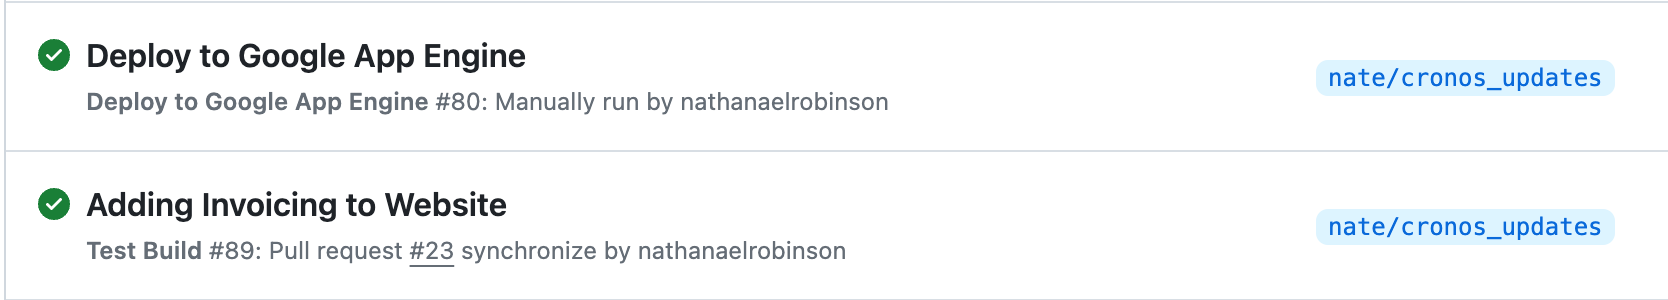 Deploy to Google App Engine
Deploy to Google App Engine #80: Manually run by nathanaelrobinson
nate/cronos_updates
Adding Invoicing to Website
Test Build #89: Pull request #23 synchronize by nathanaelrobinson
nate/cronos_updates